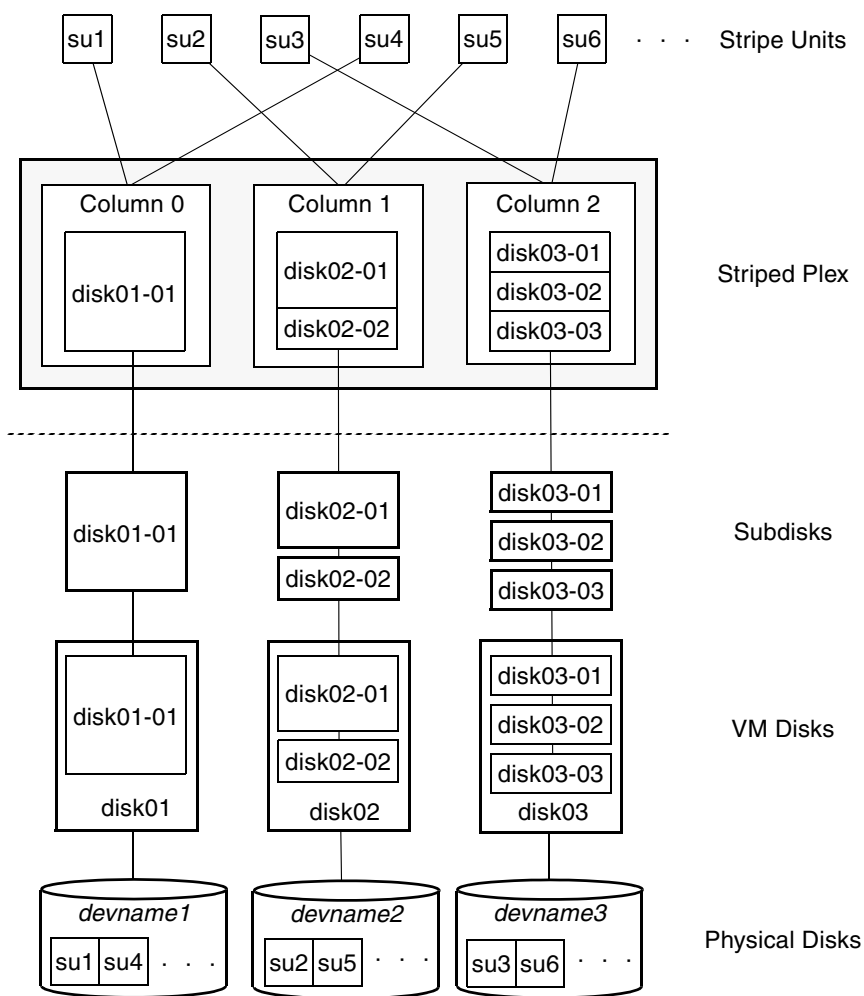 su1 su2 su3 su4 su5 su6 . . . Stripe Units
Column 0 Column 1 Column 2
disk01-01
disk02-01
disk02-02
disk03-01
disk03-02
disk03-03
Striped Plex
disk01-01
disk02-01
disk02-02
disk03-01
disk03-02
disk03-03
Subdisks
disk01-01
disk02-01
disk02-02
disk03-01
disk03-02
disk03-03
VM Disks
disk01 disk02 disk03
devname1 devname2 devname3
su1 su4 . . . su2 su5 . . . su3 su6 . . .
Physical Disks